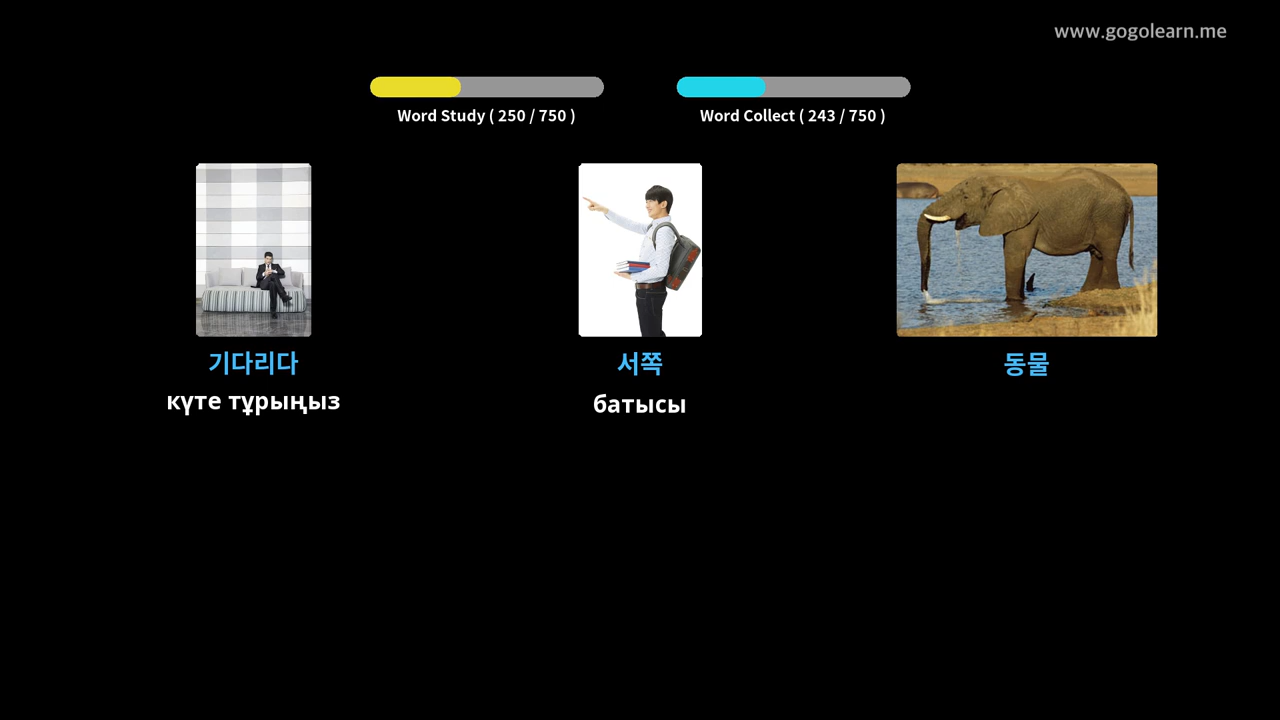 www.gogolearn.me
Word Study ( 250 / 750 )
Word Collect ( 243 / 750 )
기다리다
서쪽
동물
күте тұрыңыз
батысы